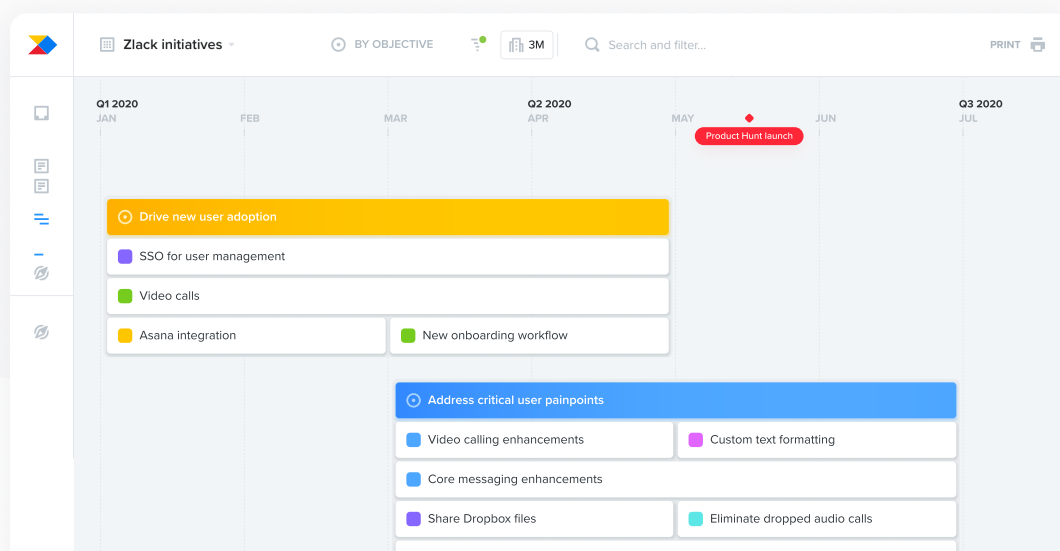 Zlack initiatives
BY OBJECTIVE
3M
Search and filter...
PRINT
Q1 2020
Q2 2020
Q3 2020
JAN
FEB
MAR
APR
MAY
JUN
JUL
Product Hunt launch
Drive new user adoption
SSO for user management
Video calls
Asana integration
New onboarding workflow
Address critical user painpoints
Video calling enhancements
Custom text formatting
Core messaging enhancements
Share Dropbox files
Eliminate dropped audio calls